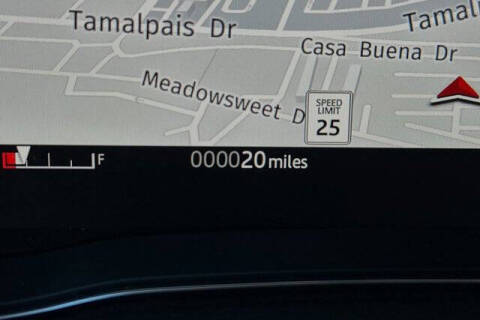 Tamalpais Dr
Tamal
Casa Buena Dr
Meadowsweet D
SPEED
LIMIT
25
F
000020 miles